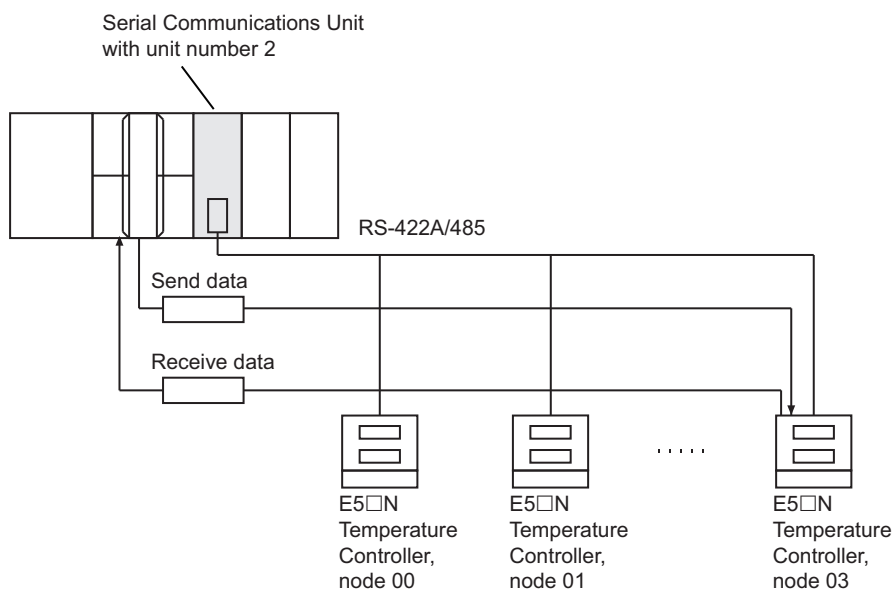 Serial Communications Unit
with unit number 2
RS-422A/485
Send data
Receive data
E5□N
Temperature
Controller,
node 00
E5□N
Temperature
Controller,
node 01
.....
E5□N
Temperature
Controller,
node 03